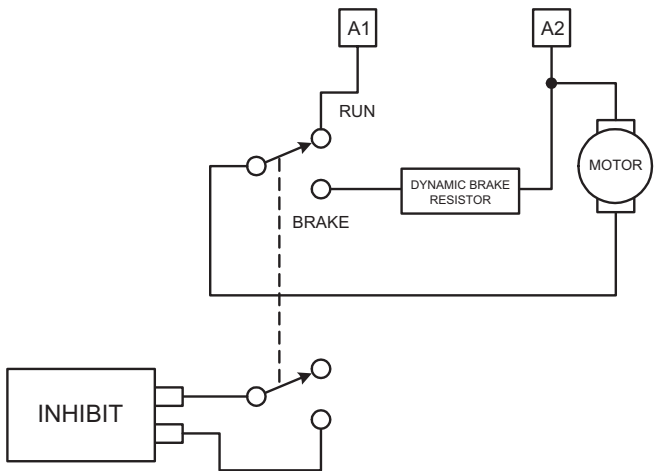 A1
A2
RUN
MOTOR
DYNAMIC BRAKE
RESISTOR
BRAKE
INHIBIT